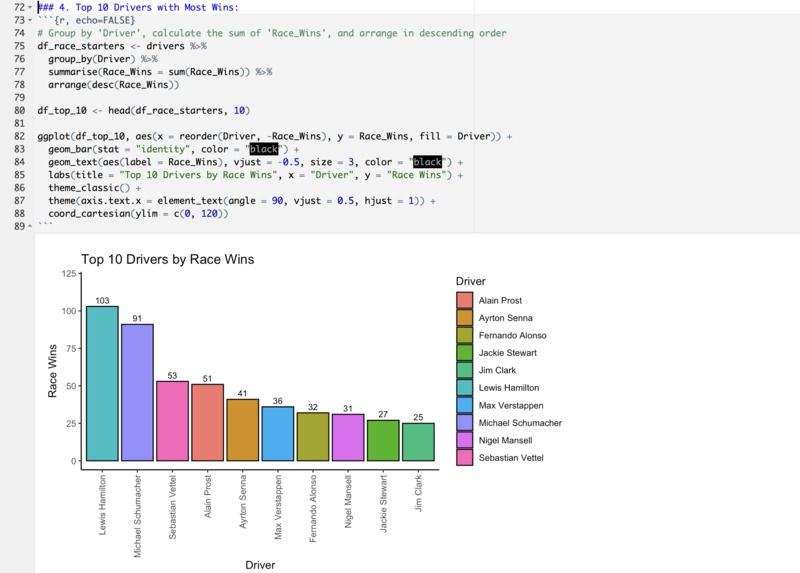 72 ### 4. Top 10 Drivers with Most Wins:
73 ```{r, echo=FALSE}
74 # Group by 'Driver', calculate the sum of 'Race_Wins', and arrange in descending order
75 df_race_starters <- drivers %>%
76 group_by(Driver) %>%
77 summarise(Race_Wins = sum(Race_Wins)) %>%
78 arrange(desc(Race_Wins))
79
80 df_top_10 <- head(df_race_starters, 10)
81
82 ggplot(df_top_10, aes(x = reorder(Driver, -Race_Wins), y = Race_Wins, fill = Driver)) +
83 geom_bar(stat = "identity", color = "black") +
84 geom_text(aes(label = Race_Wins), vjust = -0.5, size = 3, color = "black") +
85 labs(title = "Top 10 Drivers by Race Wins", x = "Driver", y = "Race Wins") +
86 theme_classic() +
87 theme(axis.text.x = element_text(angle = 90, vjust = 0.5, hjust = 1)) +
88 coord_cartesian(ylim = c(0, 120))
89 ```
Top 10 Drivers by Race Wins
125
100
75
50
25
0
Race Wins
103
91
53
51
41
36
32
31
27
25
Lewis Hamilton
Michael Schumacher
Sebastian Vettel
Alain Prost
Ayrton Senna
Max Verstappen
Fernando Alonso
Nigel Mansell
Jackie Stewart
Jim Clark
Driver
Driver
Alain Prost
Ayrton Senna
Fernando Alonso
Jackie Stewart
Jim Clark
Lewis Hamilton
Max Verstappen
Michael Schumacher
Nigel Mansell
Sebastian Vettel